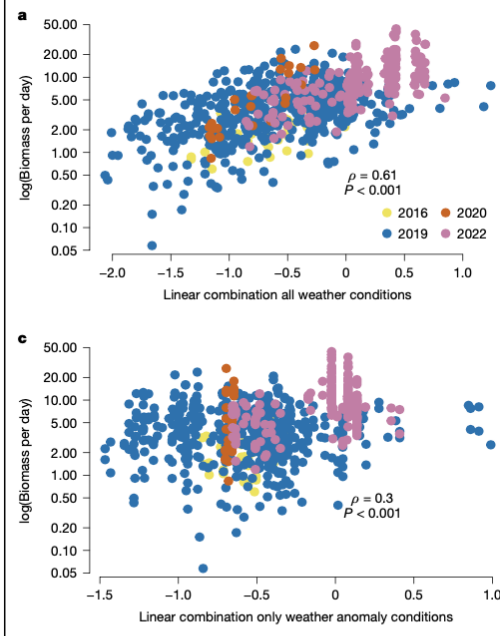 a
50.00
20.00
10.00
5.00
2.00
1.00
0.50
0.20
0.10
0.05
log(Biomass per day)
ρ = 0.61
P < 0.001
2016 2020
2019 2022
-2.0 -1.5 -1.0 -0.5 0 0.5 1.0
Linear combination all weather conditions
c
50.00
20.00
10.00
5.00
2.00
1.00
0.50
0.20
0.10
0.05
log(Biomass per day)
ρ = 0.3
P < 0.001
-1.5 -1.0 -0.5 0 0.5 1.0
Linear combination only weather anomaly conditions